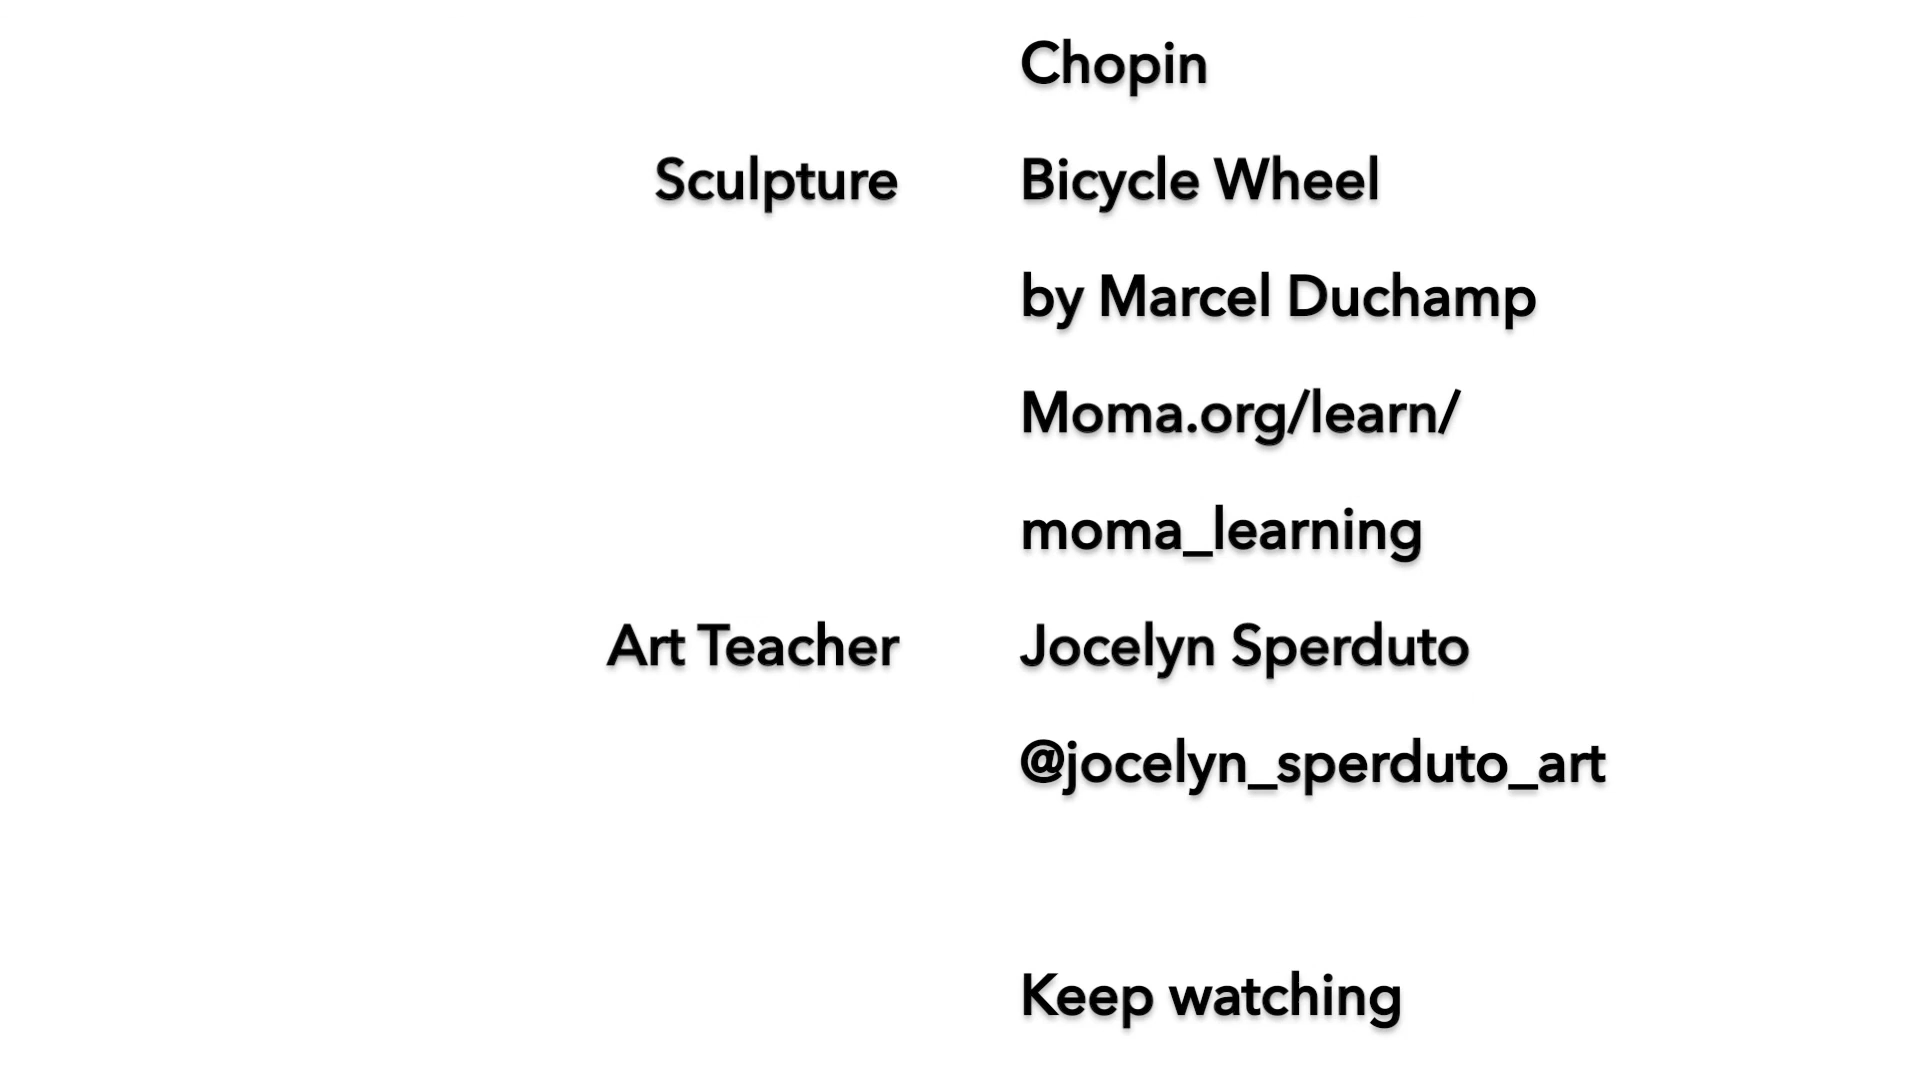 Chopin
Sculpture Bicycle Wheel
by Marcel Duchamp
Moma.org/learn/
moma_learning
Art Teacher Jocelyn Sperduto
@jocelyn_sperduto_art
Keep watching